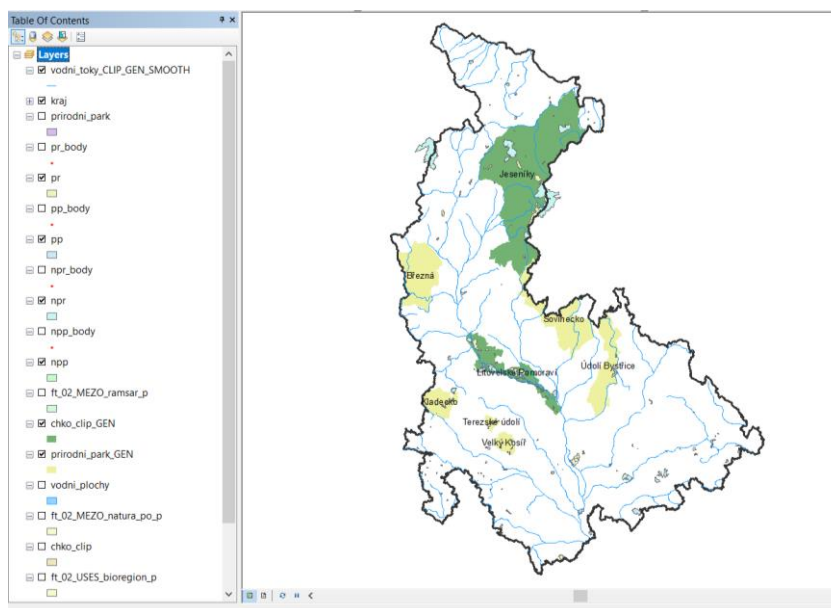 Table Of Contents
Layers
vodni_toky_CLIP_GEN_SMOOTH
kraj
prirodni_park
pr_body
pr
pp_body
pp
npr_body
npr
npp_body
npp
ft_02_MEZO_ramsar_p
chko_clip_GEN
prirodni_park_GEN
vodni_plochy
ft_02_MEZO_natura_po_p
chko_clip
ft_02_USES_bioregion_p
Jeseníky
Březná
Sovinecko
Údolí Bystřice
Litovelské Pomoraví
Kladecko
Terezské údolí
Velký Kosíř